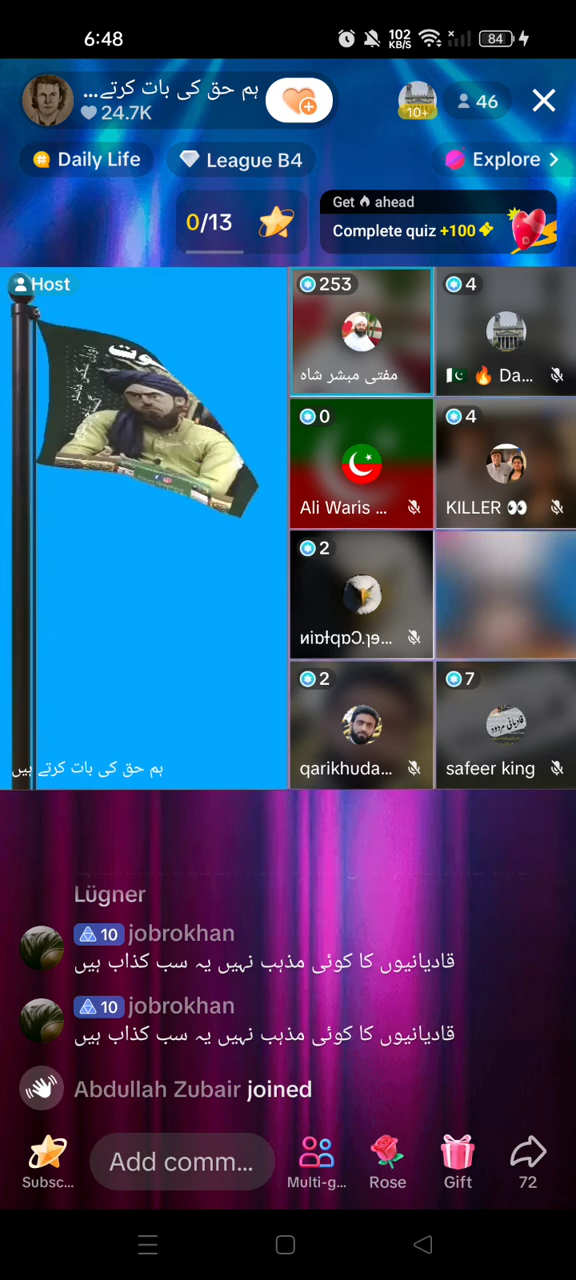 6:48
102
KB/S
84
ہم حق کی بات کرتے...
24.7K
10+
46
Daily Life
League B4
Explore
0/13
Get ahead
Complete quiz +100
Host
253
4
مفتی مبشر شاہ
Da...
0
4
Ali Waris ...
KILLER
2
ɘɿ.Cɒpƚɒiᴎ...
2
7
qarikhuda...
safeer king
ہم حق کی بات کرتے ہیں
Lügner
10 jobrokhan
قادیانیوں کا کوئی مذہب نہیں یہ سب کذاب ہیں
10 jobrokhan
قادیانیوں کا کوئی مذہب نہیں یہ سب کذاب ہیں
Abdullah Zubair joined
Subsc...
Add comm...
Multi-g...
Rose
Gift
72